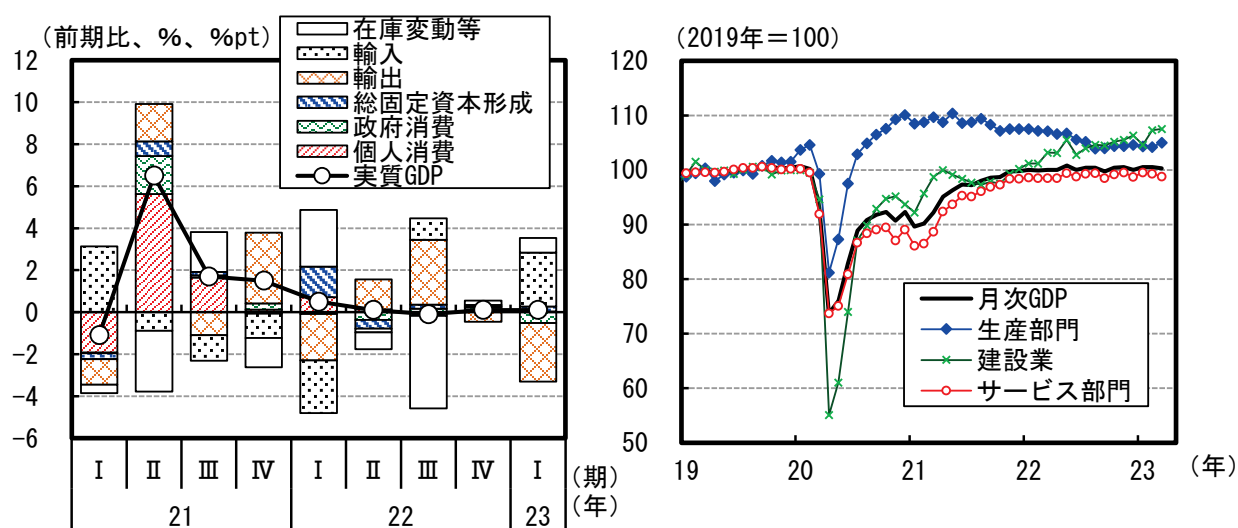 (前期比、%、%pt)
在庫変動等
輸入
輸出
総固定資本形成
政府消費
個人消費
実質GDP
12
10
8
6
4
2
0
-2
-4
-6
Ⅰ Ⅱ Ⅲ Ⅳ Ⅰ Ⅱ Ⅲ Ⅳ Ⅰ (期)
21 22 23 (年)
(2019年=100)
120
110
100
90
80
70
60
50
月次GDP
生産部門
建設業
サービス部門
19 20 21 22 23 (年)